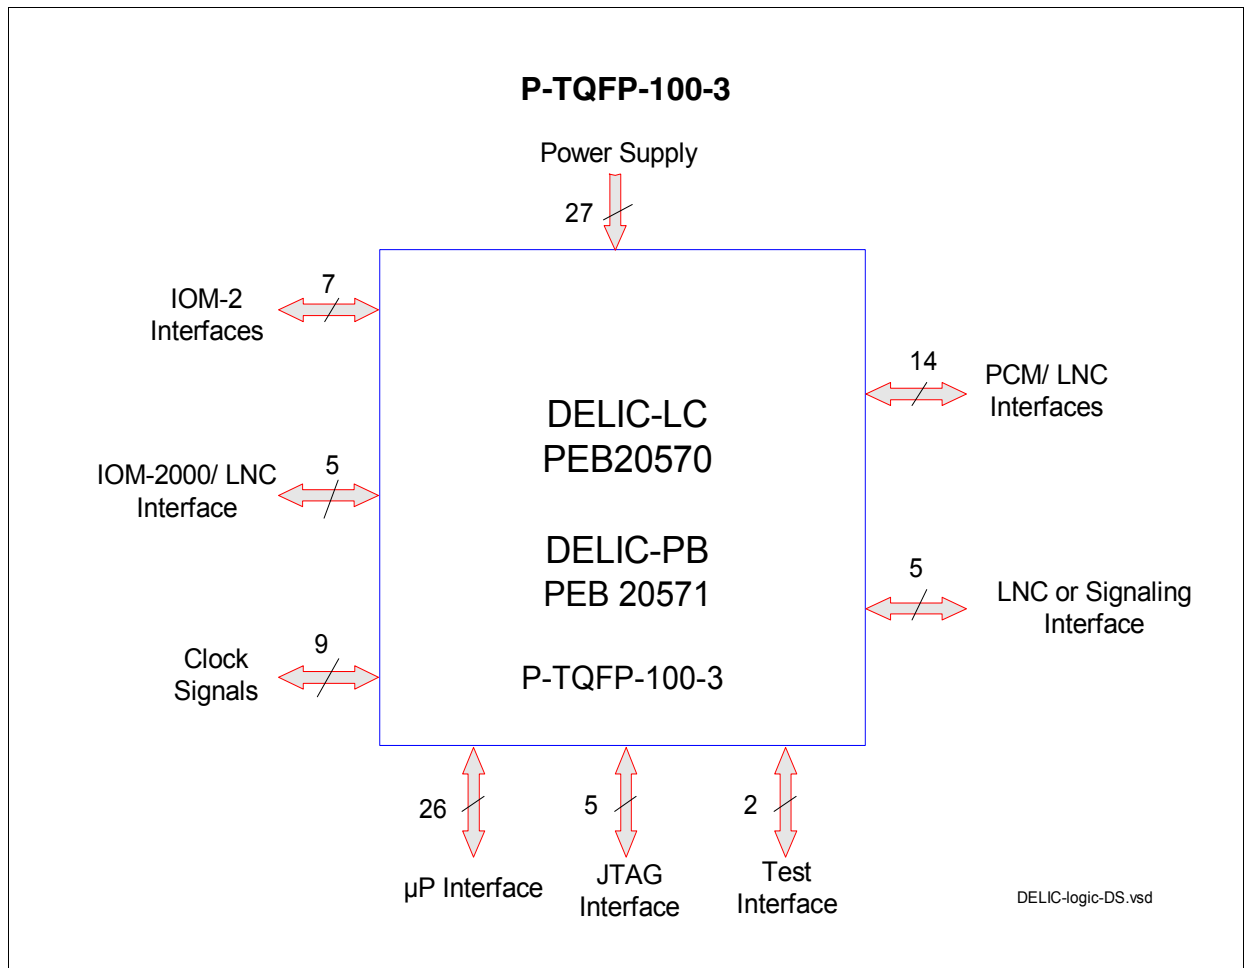 P-TQFP-100-3
Power Supply
27
7
IOM-2
Interfaces
14
PCM/ LNC
Interfaces
DELIC-LC
PEB20570
5
IOM-2000/ LNC
Interface
DELIC-PB
PEB 20571
5
LNC or Signaling
Interface
9
Clock
Signals
P-TQFP-100-3
26
5
2
µP Interface
JTAG
Interface
Test
Interface
DELIC-logic-DS.vsd